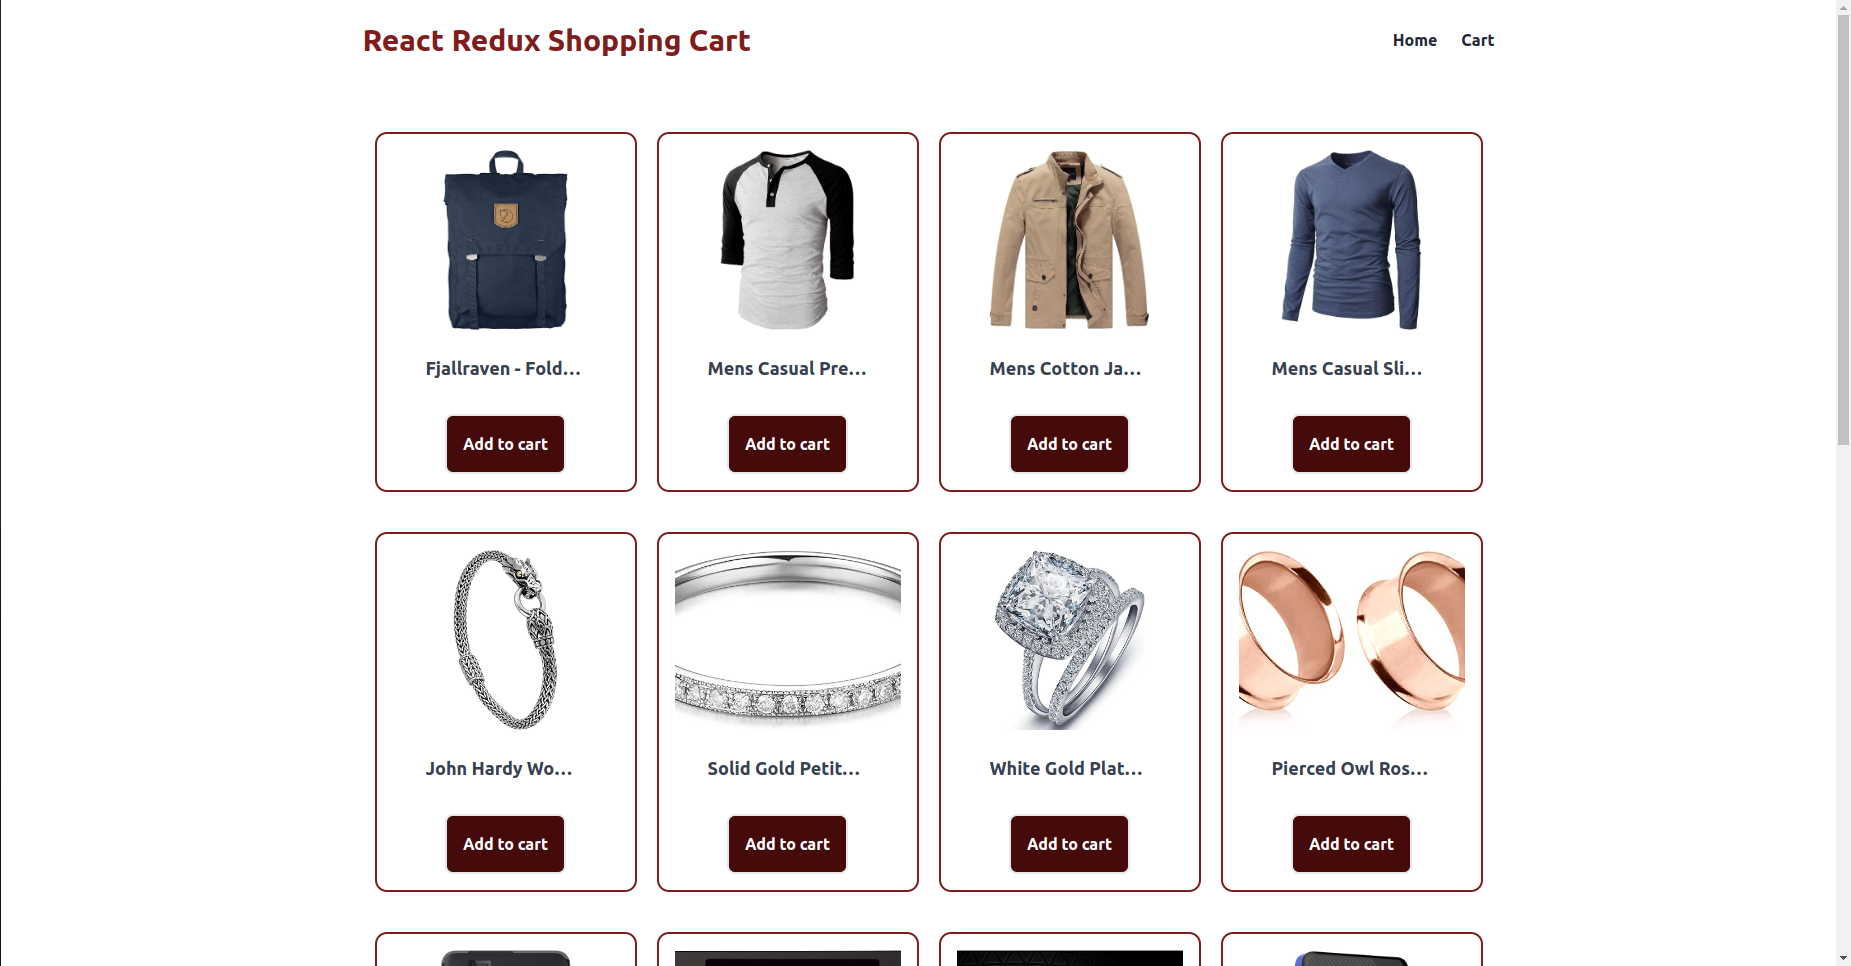 React Redux Shopping Cart
Home Cart
Fjallraven - Fold...
Mens Casual Pre...
Mens Cotton Ja...
Mens Casual Sli...
Add to cart
Add to cart
Add to cart
Add to cart
John Hardy Wo...
Solid Gold Petit...
White Gold Plat...
Pierced Owl Ros...
Add to cart
Add to cart
Add to cart
Add to cart